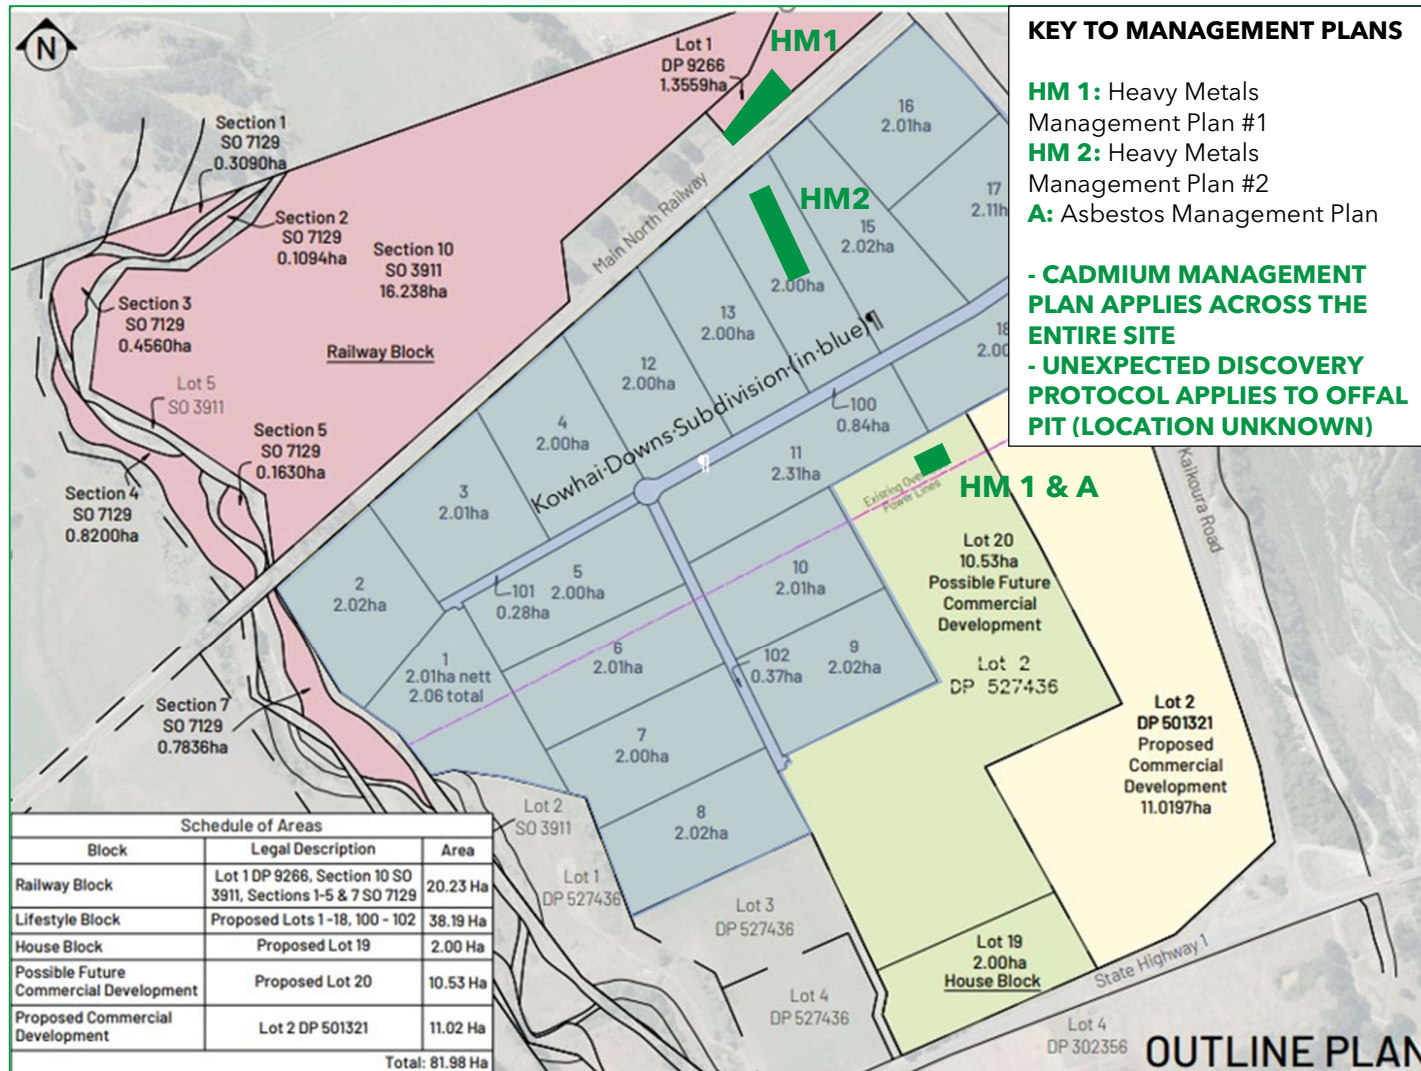 N
Lot 1
DP 9266
1.3559ha
HM1
KEY TO MANAGEMENT PLANS
HM 1: Heavy Metals
Management Plan #1
HM 2: Heavy Metals
Management Plan #2
A: Asbestos Management Plan
- CADMIUM MANAGEMENT
PLAN APPLIES ACROSS THE
ENTIRE SITE
- UNEXPECTED DISCOVERY
PROTOCOL APPLIES TO OFFAL
PIT (LOCATION UNKNOWN)
Section 1
SO 7129
0.3090ha
Section 2
SO 7129
0.1094ha
Section 10
SO 3911
16.238ha
Section 3
SO 7129
0.4560ha
Railway Block
Lot 5
SO 3911
Section 5
SO 7129
0.1630ha
Section 4
SO 7129
0.8200ha
Main North Railway
16
2.01ha
17
2.11h
HM2
15
2.02ha
2.00ha
13
2.00ha
18
2.00
12
2.00ha
4
2.00ha
3
2.01ha
2
2.02ha
Kowhai·Downs·Subdivision·(in·blue)¶
¶
100
0.84ha
11
2.31ha
Existing Ove
Power Lines
HM 1 & A
Kaikoura Road
101
0.28ha
5
2.00ha
10
2.01ha
Lot 20
10.53ha
Possible Future
Commercial
Development
Lot 2
DP 527436
1
2.01ha nett
2.06 total
6
2.01ha
102
0.37ha
9
2.02ha
Section 7
SO 7129
0.7836ha
7
2.00ha
8
2.02ha
Lot 2
DP 501321
Proposed
Commercial
Development
11.0197ha
Lot 2
SO 3911
Lot 1
DP 527436
Lot 3
DP 527436
Lot 4
DP 527436
Lot 19
2.00ha
House Block
State Highway 1
Lot 4
DP 302356
Schedule of Areas
Block Legal Description Area
Railway Block Lot 1 DP 9266, Section 10 SO 3911, Sections 1-5 & 7 SO 7129 20.23 Ha
Lifestyle Block Proposed Lots 1 -18, 100 - 102 38.19 Ha
House Block Proposed Lot 19 2.00 Ha
Possible Future Commercial Development Proposed Lot 20 10.53 Ha
Proposed Commercial Development Lot 2 DP 501321 11.02 Ha
Total: 81.98 Ha
OUTLINE PLAN